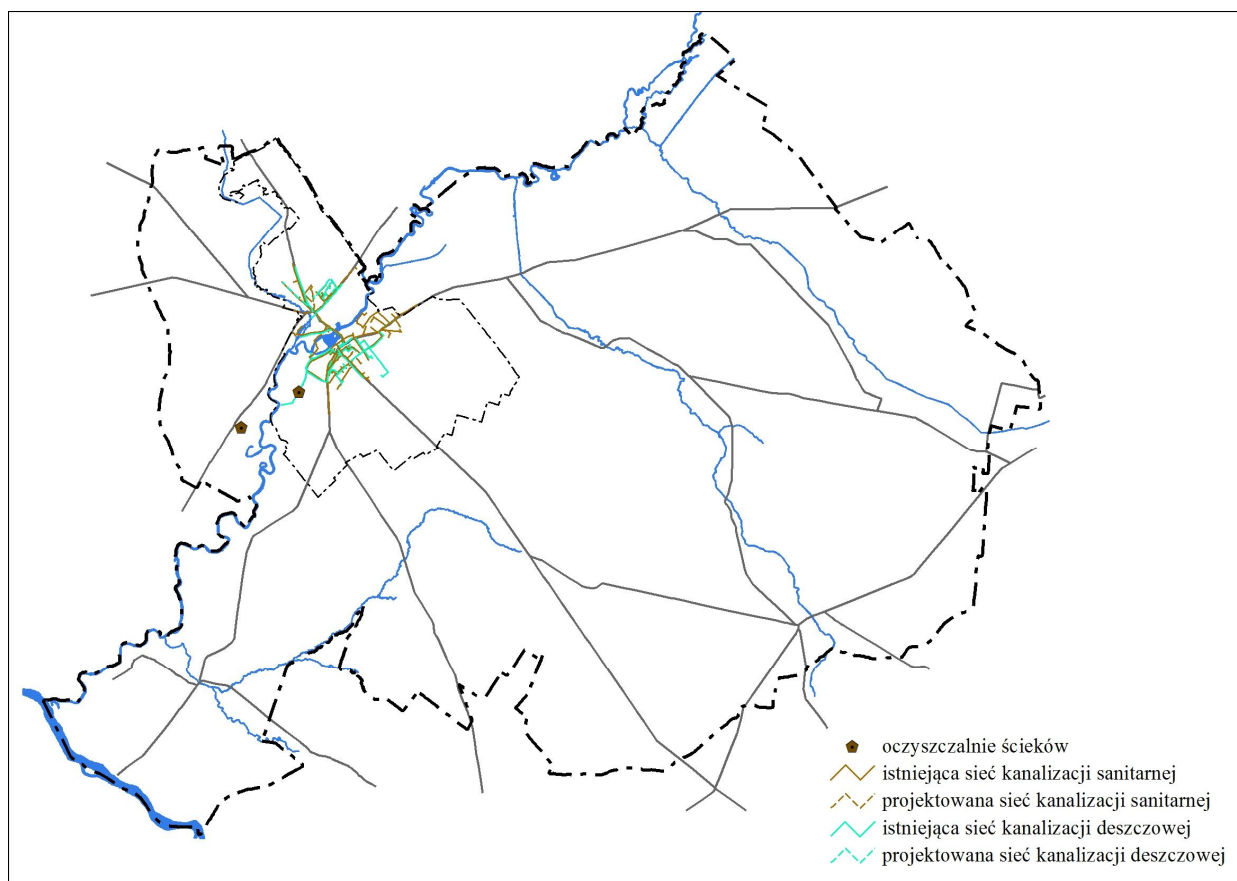 oczyszczalnie ścieków
istniejąca sieć kanalizacji sanitarnej
projektowana sieć kanalizacji sanitarnej
istniejąca sieć kanalizacji deszczowej
projektowana sieć kanalizacji deszczowej